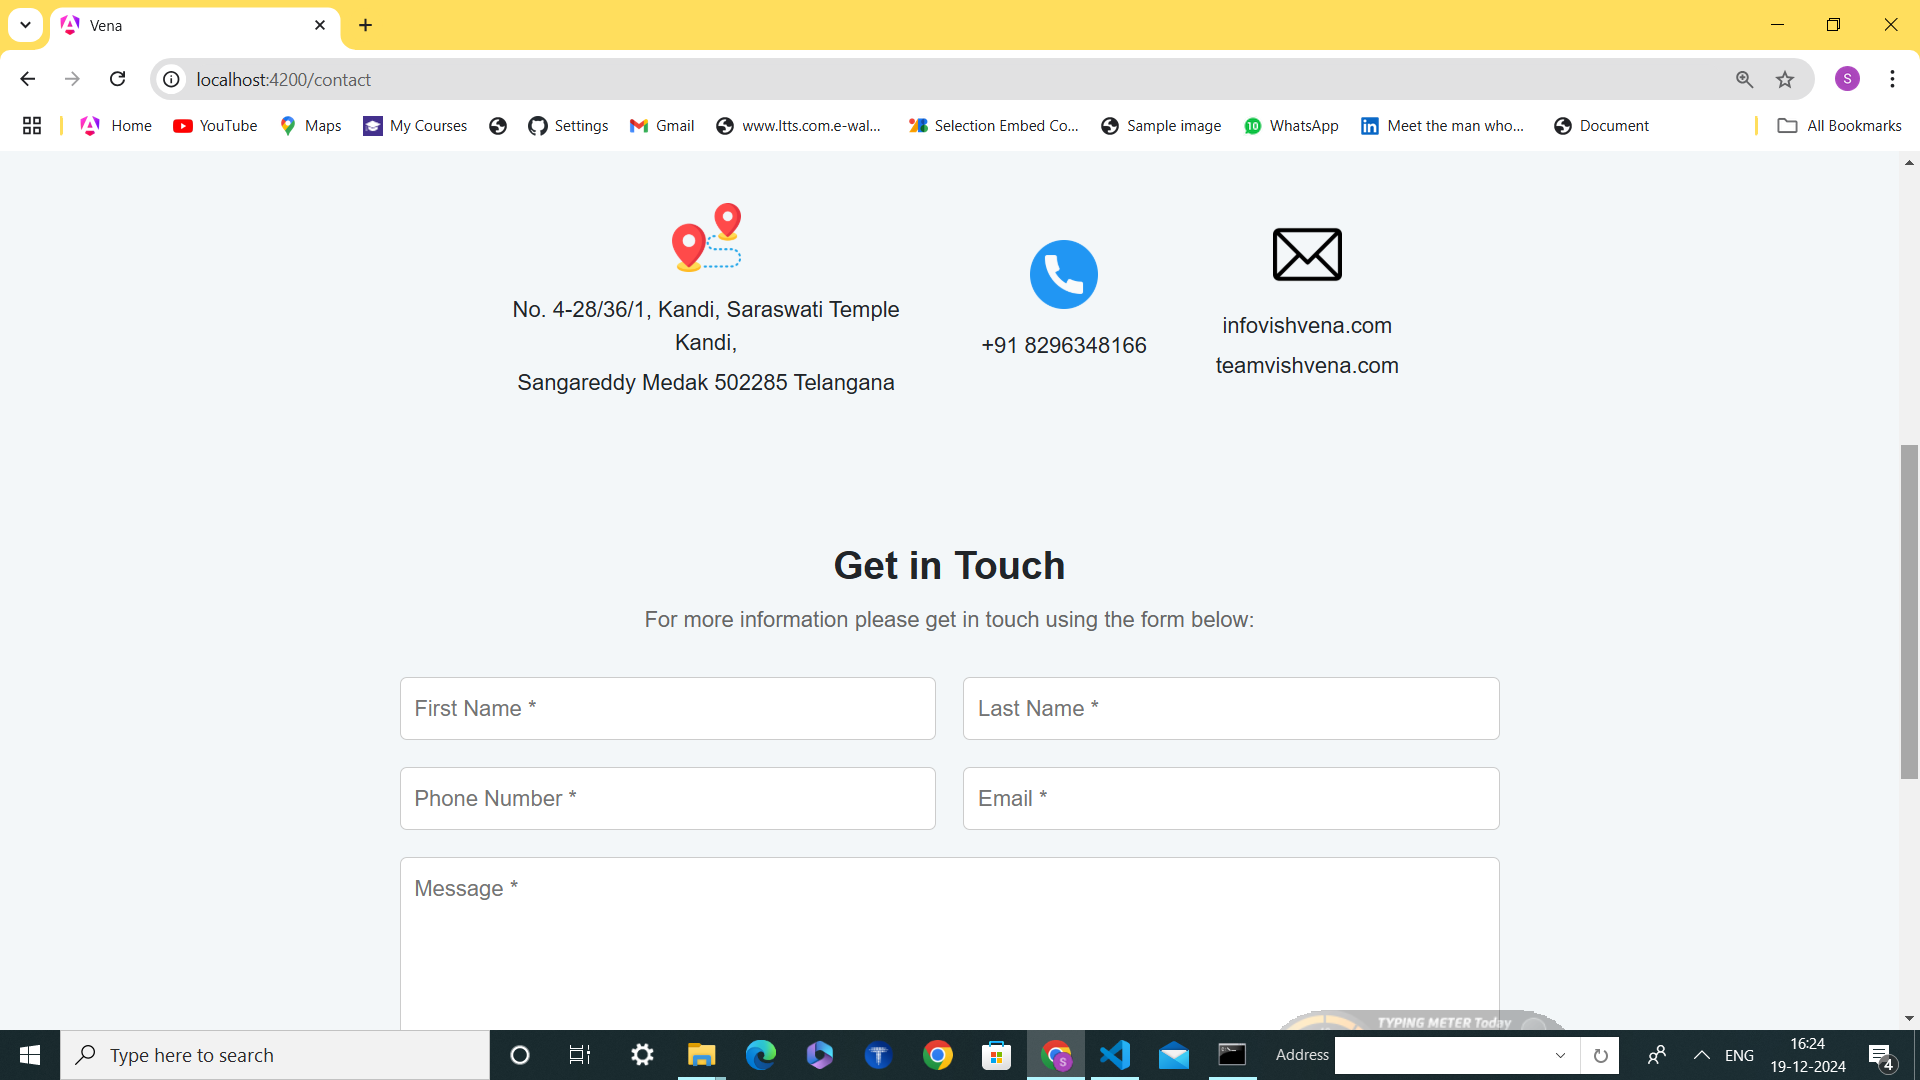 Vena
localhost:4200/contact
Home YouTube Maps My Courses Settings Gmail www.ltts.com.e-wal... Selection Embed Co... Sample image WhatsApp Meet the man who... Document All Bookmarks
S
10
No. 4-28/36/1, Kandi, Saraswati Temple
Kandi,
Sangareddy Medak 502285 Telangana
+91 8296348166
infovishvena.com
teamvishvena.com
Get in Touch
For more information please get in touch using the form below:
First Name *
Last Name *
Phone Number *
Email *
Message *
TYPING METER Today
Type here to search
Address
ENG
16:24
19-12-2024
4